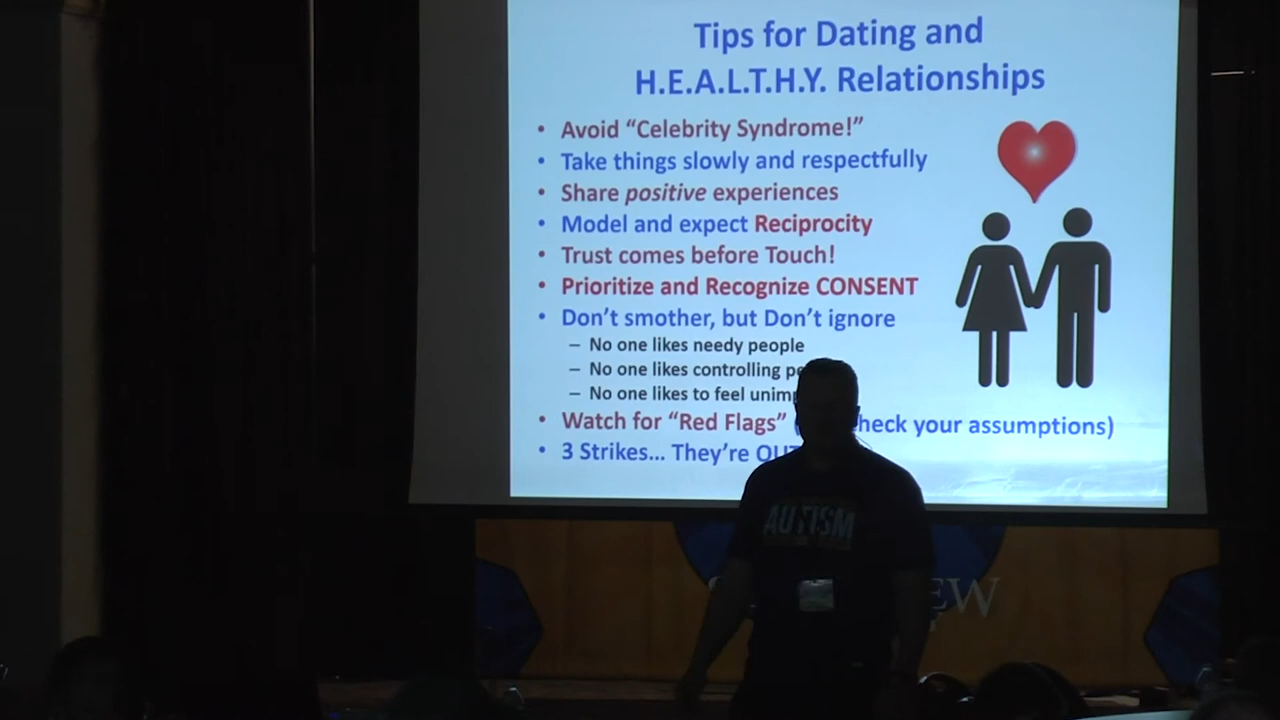 Tips for Dating and
H.E.A.L.T.H.Y. Relationships
• Avoid “Celebrity Syndrome!”
• Take things slowly and respectfully
• Share positive experiences
• Model and expect Reciprocity
• Trust comes before Touch!
• Prioritize and Recognize CONSENT
• Don’t smother, but Don’t ignore
– No one likes needy people
– No one likes controlling
– No one likes to feel
• Watch for “Red Flags” check your assumptions)
• 3 Strikes… They’re OUT
AUTISM